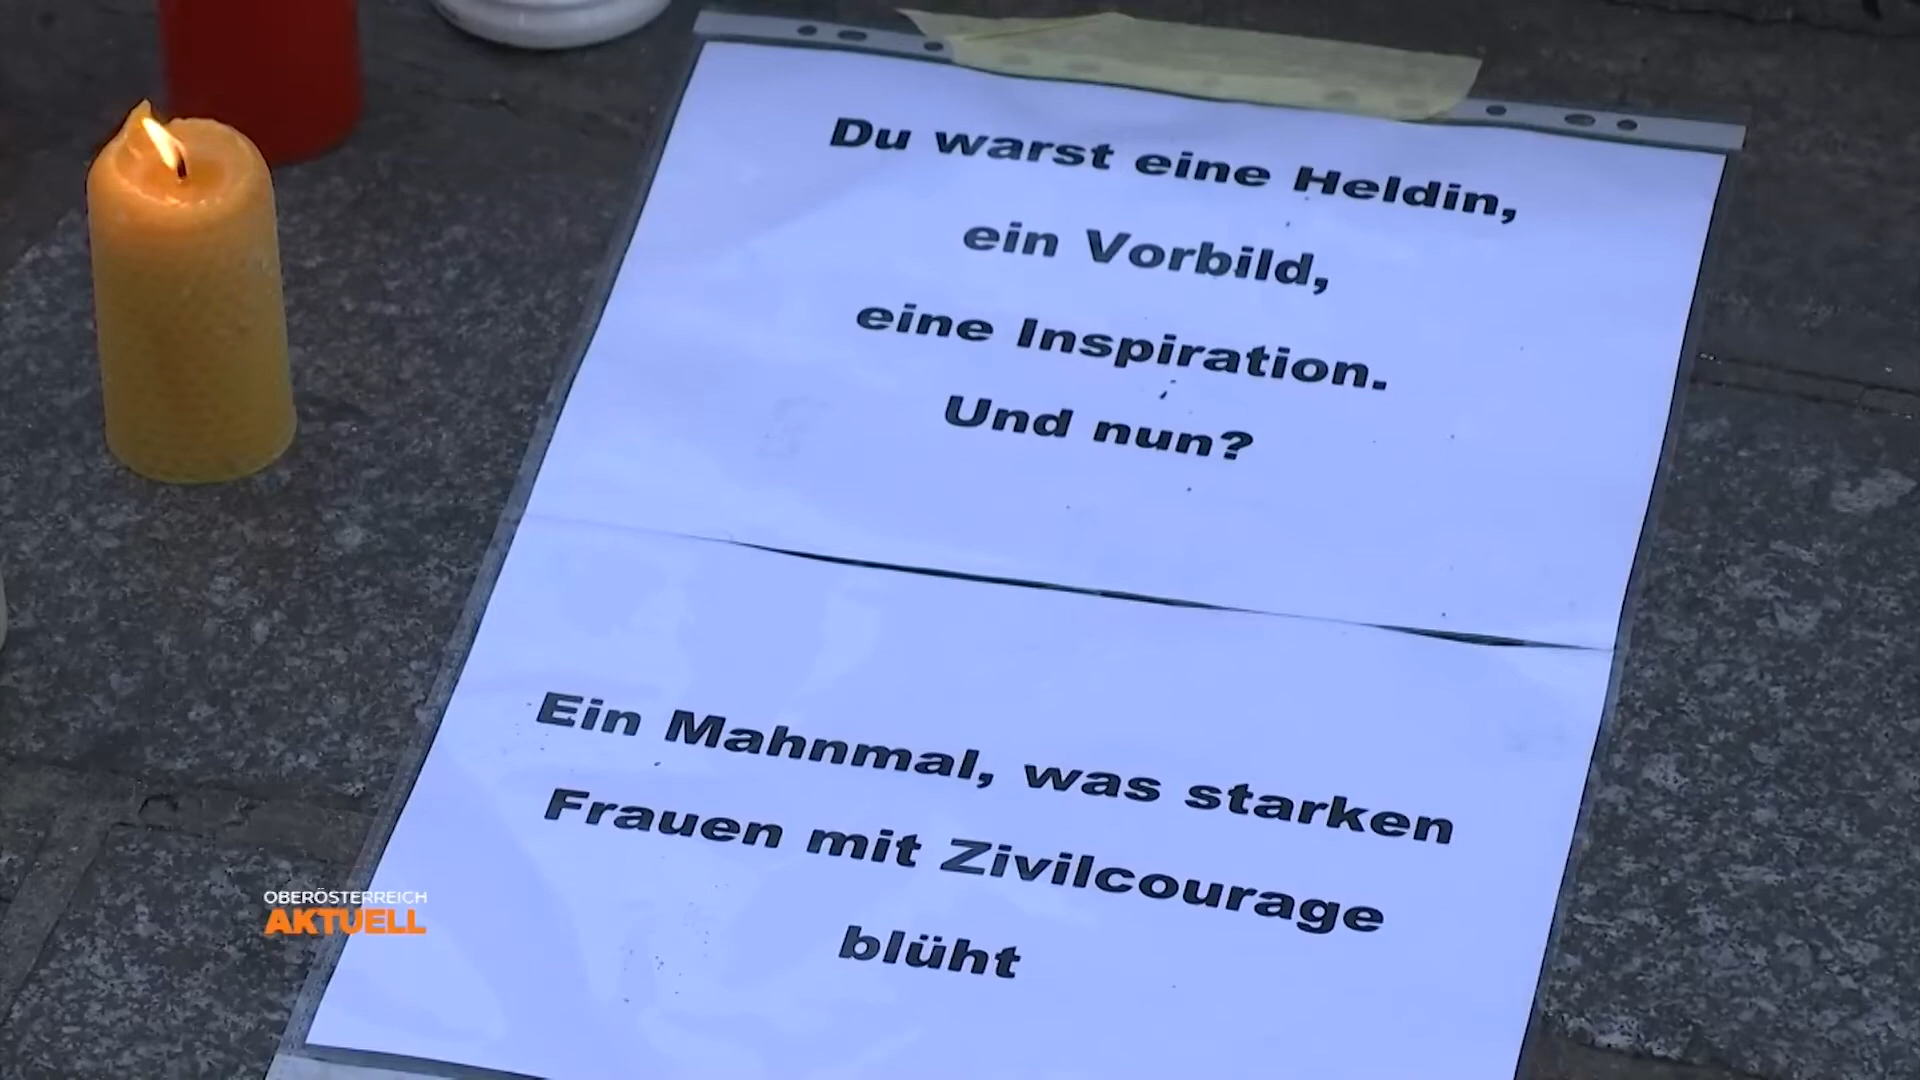 Du warst eine Heldin,
ein Vorbild,
eine Inspiration.
Und nun?
Ein Mahnmal, was starken
Frauen mit Zivilcourage
blüht
OBERÖSTERREICH
AKTUELL